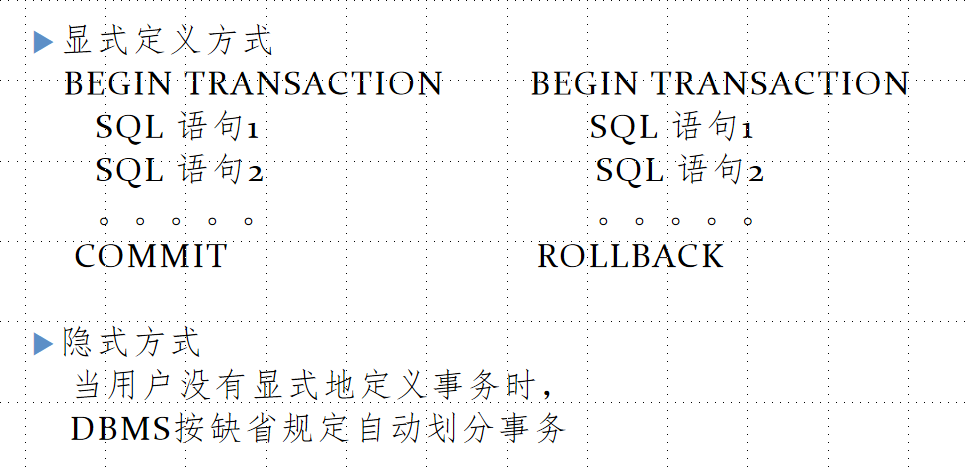 显式定义方式
BEGIN TRANSACTION
SQL 语句1
SQL 语句2
。。。。。
COMMIT
BEGIN TRANSACTION
SQL 语句1
SQL 语句2
。。。。。
ROLLBACK
隐式方式
当用户没有显式地定义事务时，
DBMS按缺省规定自动划分事务